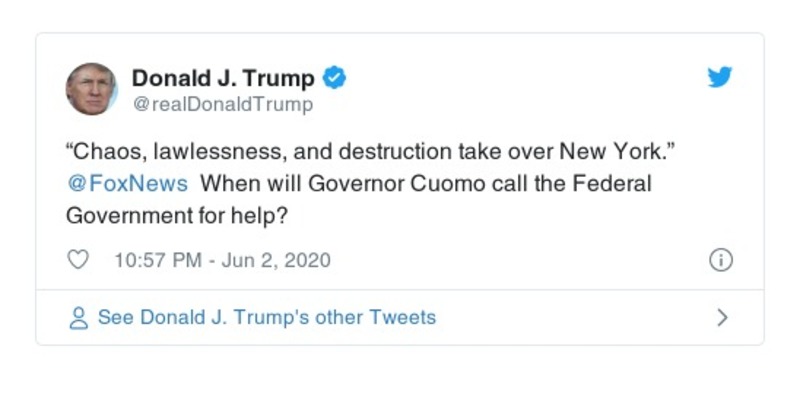 Donald J. Trump
@realDonaldTrump
“Chaos, lawlessness, and destruction take over New York.”
@FoxNews When will Governor Cuomo call the Federal
Government for help?
10:57 PM - Jun 2, 2020
See Donald J. Trump's other Tweets